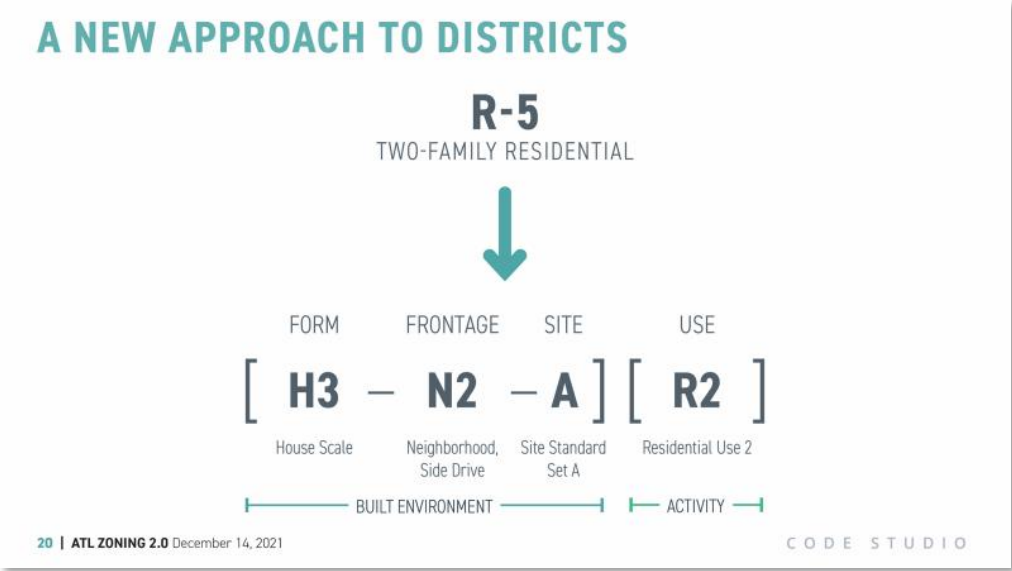 A NEW APPROACH TO DISTRICTS
R-5
TWO-FAMILY RESIDENTIAL
FORM FRONTAGE SITE USE
[ H3 – N2 – A ] [ R2 ]
House Scale Neighborhood, Site Standard Residential Use 2
Side Drive Set A
BUILT ENVIRONMENT ACTIVITY
20 | ATL ZONING 2.0 December 14, 2021 CODE STUDIO